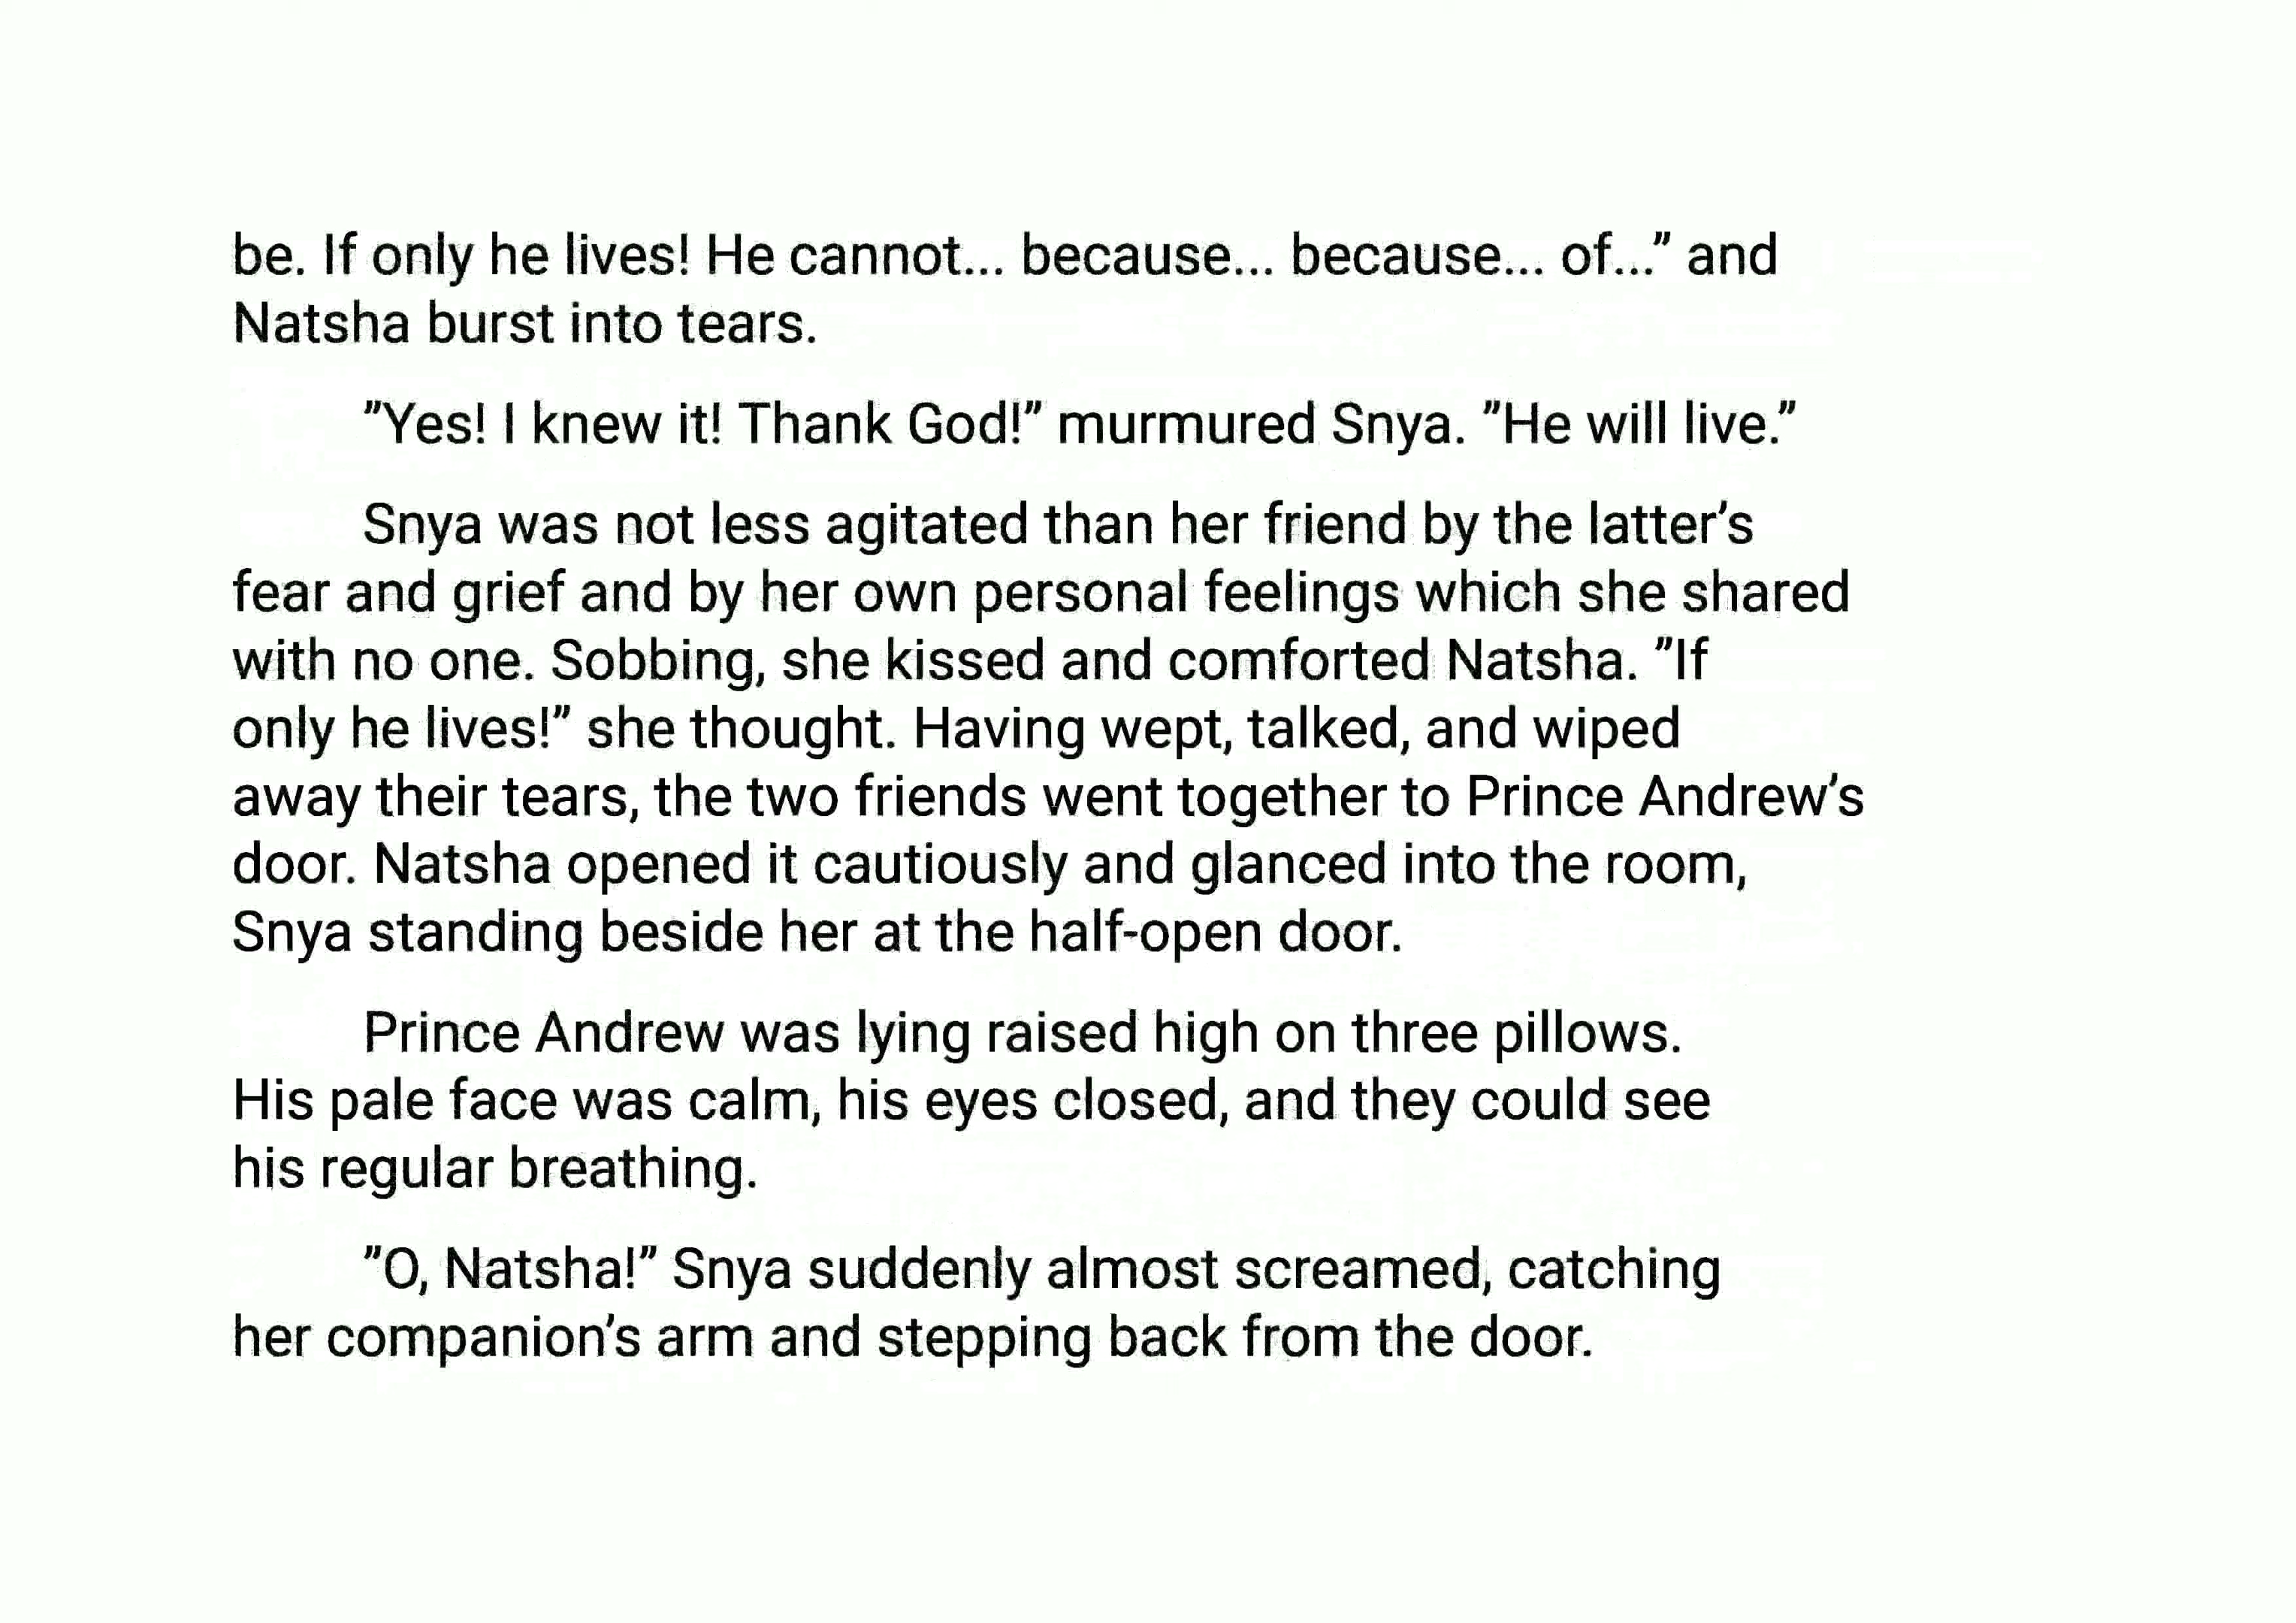 be. If only he lives! He cannot... because... because... of...” and
Natsha burst into tears.
”Yes! I knew it! Thank God!” murmured Snya. ”He will live.”
Snya was not less agitated than her friend by the latter’s
fear and grief and by her own personal feelings which she shared
with no one. Sobbing, she kissed and comforted Natsha. ”If
only he lives!” she thought. Having wept, talked, and wiped
away their tears, the two friends went together to Prince Andrew’s
door. Natsha opened it cautiously and glanced into the room,
Snya standing beside her at the half-open door.
Prince Andrew was lying raised high on three pillows.
His pale face was calm, his eyes closed, and they could see
his regular breathing.
”O, Natsha!” Snya suddenly almost screamed, catching
her companion’s arm and stepping back from the door.